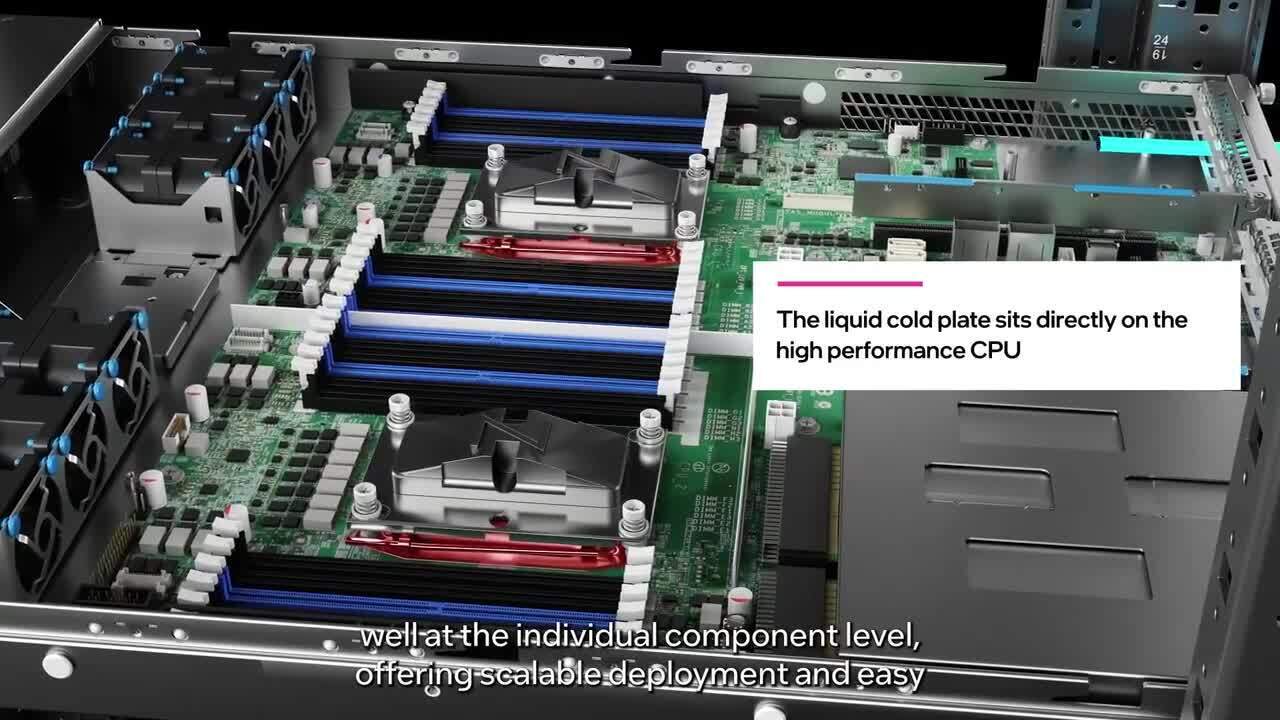 24
19
The liquid cold plate sits directly on the
high performance CPU
well at the individual component level,
offering scalable deployment and easy